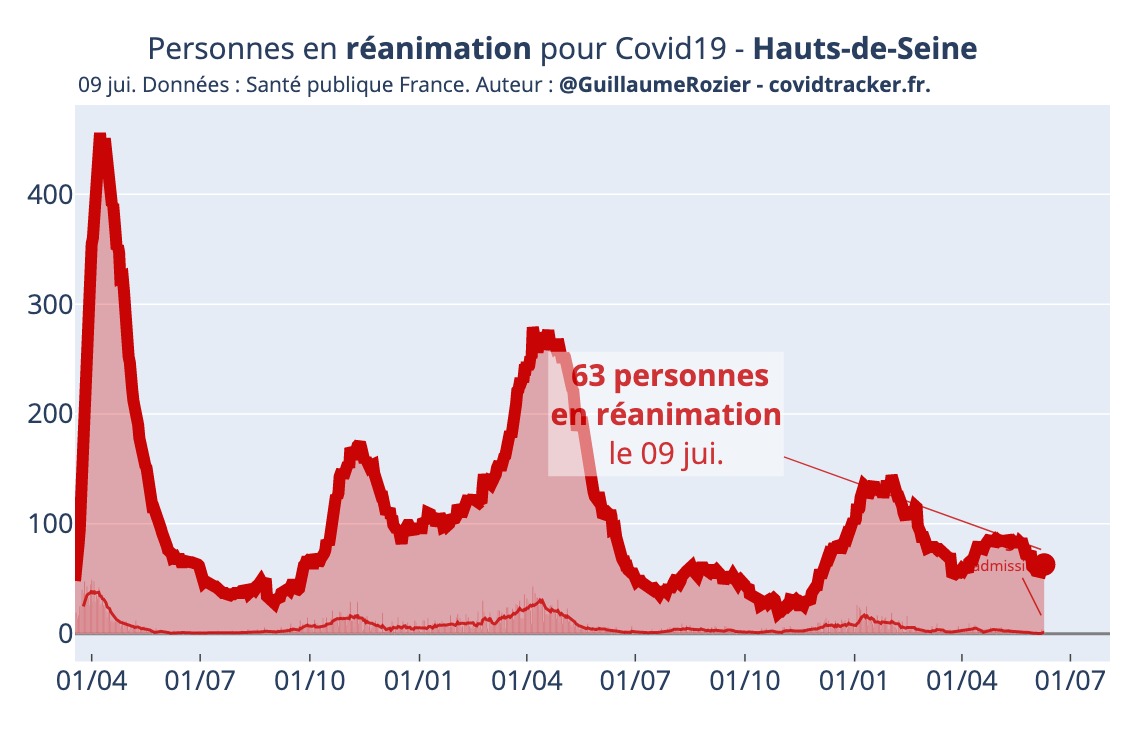 Personnes en réanimation pour Covid19 - Hauts-de-Seine
09 jui. Données : Santé publique France. Auteur : @GuillaumeRozier - covidtracker.fr.
400
300
200
100
0
63 personnes
en réanimation
le 09 jui.
01/04 01/07 01/10 01/01 01/04 01/07 01/10 01/01 01/04 01/07